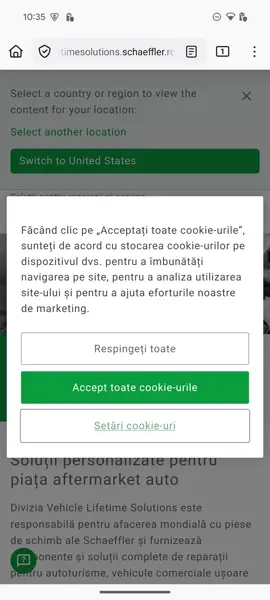 10:35
timesolutions.schaeffler.ro
1
Select a country or region to view the
content for your location:
Select another location
Switch to United States
Făcând clic pe „Acceptați toate cookie-urile”,
sunteți de acord cu stocarea cookie-urilor pe
dispozitivul dvs. pentru a îmbunătăți
navigarea pe site, pentru a analiza utilizarea
site-ului și pentru a ajuta eforturile noastre
de marketing.
Respingeți toate
Accept toate cookie-urile
Setări cookie-uri
Soluții personalizate pentru
piața aftermarket auto
Divizia Vehicle Lifetime Solutions este
responsabilă pentru afacerea mondială cu piese
de schimb ale Schaeffler și furnizează
componente și soluții complete de reparații
pentru autoturisme, vehicule comerciale ușoare